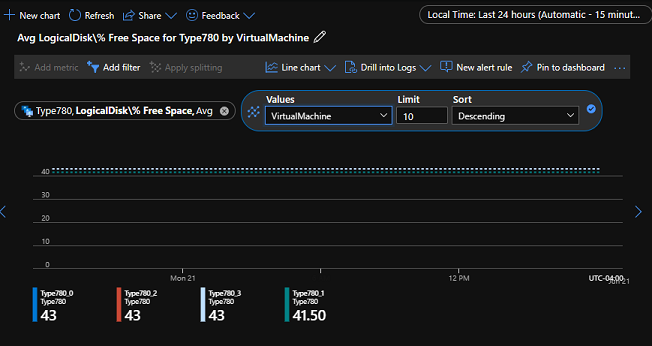 New chart Refresh Share Feedback Local Time: Last 24 hours (Automatic - 15 minut...
Avg LogicalDisk\% Free Space for Type780 by VirtualMachine
Add metric Add filter Apply splitting Line chart Drill into Logs New alert rule Pin to dashboard ...
Values Limit Sort
Type780, LogicalDisk\% Free Space, Avg VirtualMachine 10 Descending
40
30
20
10
0
Mon 21 12 PM UTC-04:00
Jun 21
Type780_0 Type780_2 Type780_3 Type780_1
Type780 Type780 Type780 Type780
43 43 43 41.50